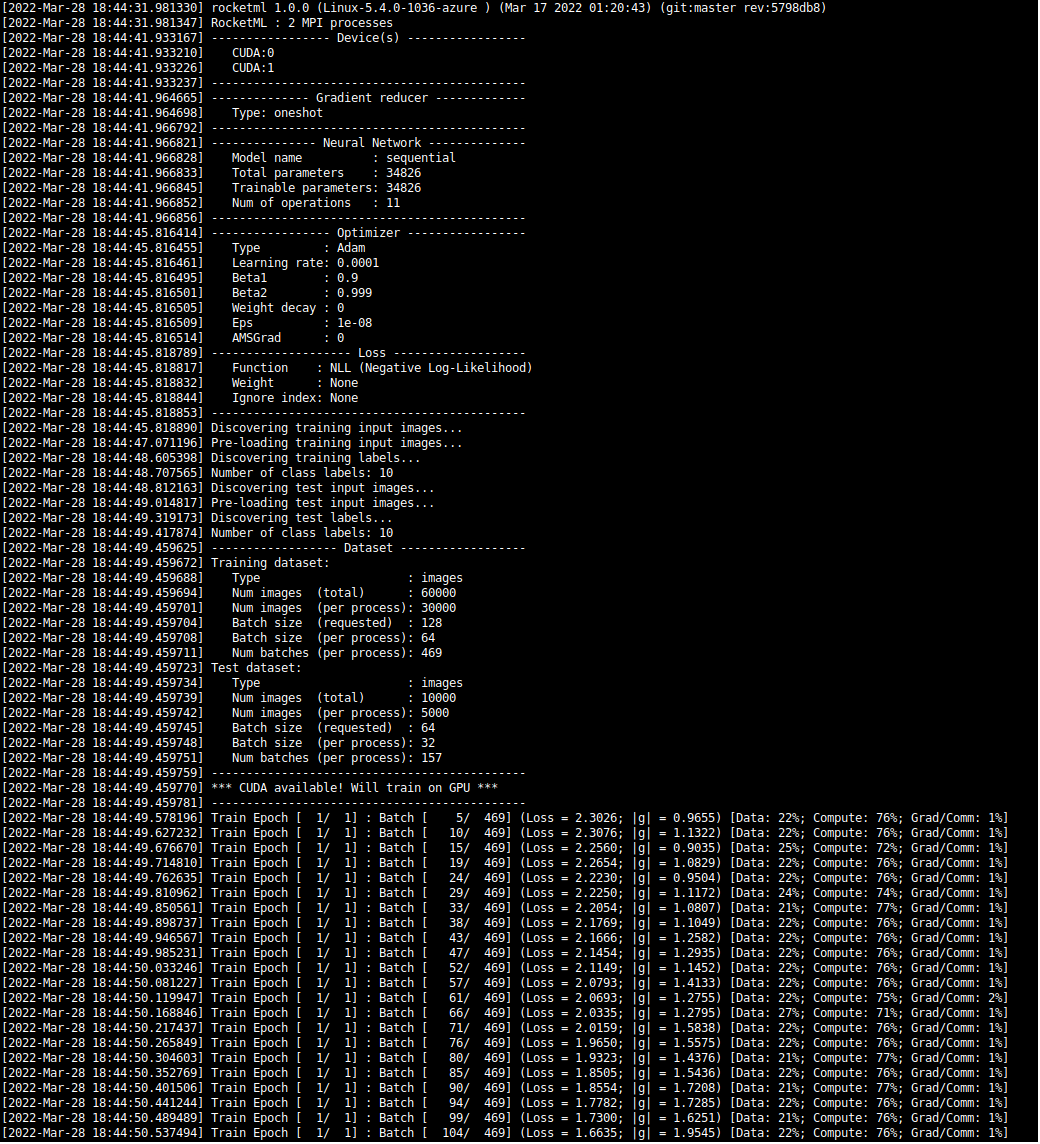 [2022-Mar-28 18:44:31.981330] rocketml 1.0.0 (Linux-5.4.0-1036-azure ) (Mar 17 2022 01:20:43) (git:master rev:5798db8)
[2022-Mar-28 18:44:31.981347] RocketML : 2 MPI processes
[2022-Mar-28 18:44:41.933167] ----------------- Device(s) -----------------
[2022-Mar-28 18:44:41.933210]    CUDA:0
[2022-Mar-28 18:44:41.933226]    CUDA:1
[2022-Mar-28 18:44:41.933237] ---------------------------------------------
[2022-Mar-28 18:44:41.964665] -------------- Gradient reducer -------------
[2022-Mar-28 18:44:41.964698]    Type: oneshot
[2022-Mar-28 18:44:41.966792] ---------------------------------------------
[2022-Mar-28 18:44:41.966821] --------------- Neural Network --------------
[2022-Mar-28 18:44:41.966828]    Model name          : sequential
[2022-Mar-28 18:44:41.966833]    Total parameters    : 34826
[2022-Mar-28 18:44:41.966845]    Trainable parameters: 34826
[2022-Mar-28 18:44:41.966852]    Num of operations   : 11
[2022-Mar-28 18:44:41.966856] ---------------------------------------------
[2022-Mar-28 18:44:45.816414] ----------------- Optimizer -----------------
[2022-Mar-28 18:44:45.816455]    Type         : Adam
[2022-Mar-28 18:44:45.816461]    Learning rate: 0.0001
[2022-Mar-28 18:44:45.816495]    Beta1        : 0.9
[2022-Mar-28 18:44:45.816501]    Beta2        : 0.999
[2022-Mar-28 18:44:45.816505]    Weight decay : 0
[2022-Mar-28 18:44:45.816509]    Eps          : 1e-08
[2022-Mar-28 18:44:45.816514]    AMSGrad      : 0
[2022-Mar-28 18:44:45.818789] ------------------- Loss --------------------
[2022-Mar-28 18:44:45.818817]    Function    : NLL (Negative Log-Likelihood)
[2022-Mar-28 18:44:45.818832]    Weight      : None
[2022-Mar-28 18:44:45.818844]    Ignore index: None
[2022-Mar-28 18:44:45.818853] ---------------------------------------------
[2022-Mar-28 18:44:45.818890] Discovering training input images...
[2022-Mar-28 18:44:47.071196] Pre-loading training input images...
[2022-Mar-28 18:44:48.605398] Discovering training labels...
[2022-Mar-28 18:44:48.707565] Number of class labels: 10
[2022-Mar-28 18:44:48.812163] Discovering test input images...
[2022-Mar-28 18:44:49.014817] Pre-loading test input images...
[2022-Mar-28 18:44:49.319173] Discovering test labels...
[2022-Mar-28 18:44:49.417874] Number of class labels: 10
[2022-Mar-28 18:44:49.459625] ------------------ Dataset ------------------
[2022-Mar-28 18:44:49.459672] Training dataset:
[2022-Mar-28 18:44:49.459688]    Type                     : images
[2022-Mar-28 18:44:49.459694]    Num images  (total)      : 60000
[2022-Mar-28 18:44:49.459701]    Num images  (per process): 30000
[2022-Mar-28 18:44:49.459704]    Batch size  (requested)  : 128
[2022-Mar-28 18:44:49.459708]    Batch size  (per process): 64
[2022-Mar-28 18:44:49.459711]    Num batches (per process): 469
[2022-Mar-28 18:44:49.459723] Test dataset:
[2022-Mar-28 18:44:49.459734]    Type                     : images
[2022-Mar-28 18:44:49.459739]    Num images  (total)      : 10000
[2022-Mar-28 18:44:49.459742]    Num images  (per process): 5000
[2022-Mar-28 18:44:49.459745]    Batch size  (requested)  : 64
[2022-Mar-28 18:44:49.459748]    Batch size  (per process): 32
[2022-Mar-28 18:44:49.459751]    Num batches (per process): 157
[2022-Mar-28 18:44:49.459759] ---------------------------------------------
[2022-Mar-28 18:44:49.459770] *** CUDA available! Will train on GPU ***
[2022-Mar-28 18:44:49.459781] ---------------------------------------------
[2022-Mar-28 18:44:49.578196] Train Epoch [  1/  1] : Batch [    5/  469] (Loss = 2.3026; |g| = 0.9655) [Data: 22%; Compute: 76%; Grad/Comm: 1%]
[2022-Mar-28 18:44:49.627232] Train Epoch [  1/  1] : Batch [   10/  469] (Loss = 2.3076; |g| = 1.1322) [Data: 22%; Compute: 76%; Grad/Comm: 1%]
[2022-Mar-28 18:44:49.676670] Train Epoch [  1/  1] : Batch [   15/  469] (Loss = 2.2560; |g| = 0.9035) [Data: 25%; Compute: 72%; Grad/Comm: 1%]
[2022-Mar-28 18:44:49.714810] Train Epoch [  1/  1] : Batch [   19/  469] (Loss = 2.2654; |g| = 1.0829) [Data: 22%; Compute: 76%; Grad/Comm: 1%]
[2022-Mar-28 18:44:49.762635] Train Epoch [  1/  1] : Batch [   24/  469] (Loss = 2.2230; |g| = 0.9504) [Data: 22%; Compute: 76%; Grad/Comm: 1%]
[2022-Mar-28 18:44:49.810962] Train Epoch [  1/  1] : Batch [   29/  469] (Loss = 2.2250; |g| = 1.1172) [Data: 24%; Compute: 74%; Grad/Comm: 1%]
[2022-Mar-28 18:44:49.850561] Train Epoch [  1/  1] : Batch [   33/  469] (Loss = 2.2054; |g| = 1.0807) [Data: 21%; Compute: 77%; Grad/Comm: 1%]
[2022-Mar-28 18:44:49.898737] Train Epoch [  1/  1] : Batch [   38/  469] (Loss = 2.1769; |g| = 1.1049) [Data: 22%; Compute: 76%; Grad/Comm: 1%]
[2022-Mar-28 18:44:49.946567] Train Epoch [  1/  1] : Batch [   43/  469] (Loss = 2.1666; |g| = 1.2582) [Data: 22%; Compute: 76%; Grad/Comm: 1%]
[2022-Mar-28 18:44:49.985231] Train Epoch [  1/  1] : Batch [   47/  469] (Loss = 2.1454; |g| = 1.2935) [Data: 22%; Compute: 76%; Grad/Comm: 1%]
[2022-Mar-28 18:44:50.033246] Train Epoch [  1/  1] : Batch [   52/  469] (Loss = 2.1149; |g| = 1.1452) [Data: 22%; Compute: 76%; Grad/Comm: 1%]
[2022-Mar-28 18:44:50.081227] Train Epoch [  1/  1] : Batch [   57/  469] (Loss = 2.0793; |g| = 1.4133) [Data: 22%; Compute: 76%; Grad/Comm: 1%]
[2022-Mar-28 18:44:50.119947] Train Epoch [  1/  1] : Batch [   61/  469] (Loss = 2.0693; |g| = 1.2755) [Data: 22%; Compute: 75%; Grad/Comm: 2%]
[2022-Mar-28 18:44:50.168846] Train Epoch [  1/  1] : Batch [   66/  469] (Loss = 2.0335; |g| = 1.2795) [Data: 27%; Compute: 71%; Grad/Comm: 1%]
[2022-Mar-28 18:44:50.217437] Train Epoch [  1/  1] : Batch [   71/  469] (Loss = 2.0159; |g| = 1.5838) [Data: 22%; Compute: 76%; Grad/Comm: 1%]
[2022-Mar-28 18:44:50.265849] Train Epoch [  1/  1] : Batch [   76/  469] (Loss = 1.9650; |g| = 1.5575) [Data: 22%; Compute: 76%; Grad/Comm: 1%]
[2022-Mar-28 18:44:50.304603] Train Epoch [  1/  1] : Batch [   80/  469] (Loss = 1.9323; |g| = 1.4376) [Data: 21%; Compute: 77%; Grad/Comm: 1%]
[2022-Mar-28 18:44:50.352769] Train Epoch [  1/  1] : Batch [   85/  469] (Loss = 1.8505; |g| = 1.5436) [Data: 22%; Compute: 76%; Grad/Comm: 1%]
[2022-Mar-28 18:44:50.401506] Train Epoch [  1/  1] : Batch [   90/  469] (Loss = 1.8554; |g| = 1.7208) [Data: 21%; Compute: 77%; Grad/Comm: 1%]
[2022-Mar-28 18:44:50.441244] Train Epoch [  1/  1] : Batch [   94/  469] (Loss = 1.7782; |g| = 1.7285) [Data: 22%; Compute: 76%; Grad/Comm: 1%]
[2022-Mar-28 18:44:50.489489] Train Epoch [  1/  1] : Batch [   99/  469] (Loss = 1.7300; |g| = 1.6251) [Data: 21%; Compute: 76%; Grad/Comm: 1%]
[2022-Mar-28 18:44:50.537494] Train Epoch [  1/  1] : Batch [  104/  469] (Loss = 1.6635; |g| = 1.9545) [Data: 22%; Compute: 76%; Grad/Comm: 1%]